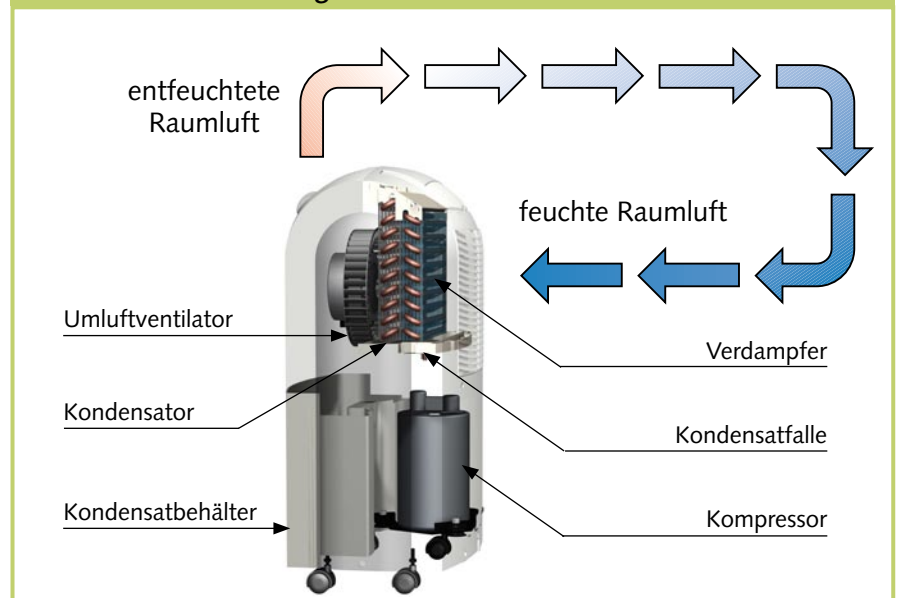 entfeuchtete
Raumluft
feuchte Raumluft
Umluftventilator
Verdampfer
Kondensator
Kondensatfalle
Kondensatbehälter
Kompressor